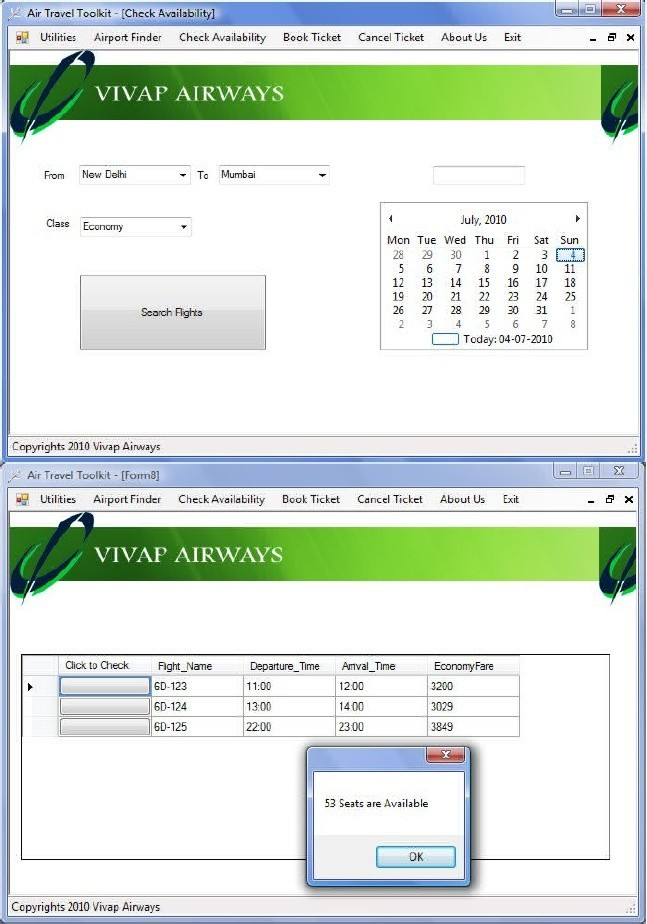 Air Travel Toolkit - [Check Availability]
Utilities Airport Finder Check Availability Book Ticket Cancel Ticket About Us Exit
VIVAP AIRWAYS
From New Delhi To Mumbai
Class Economy
Search Flights
July, 2010
Mon Tue Wed Thu Fri Sat Sun
28 29 30 1 2 3 4
5 6 7 8 9 10 11
12 13 14 15 16 17 18
19 20 21 22 23 24 25
26 27 28 29 30 31 1
2 3 4 5 6 7 8
Today: 04-07-2010
Copyrights 2010 Vivap Airways
Air Travel Toolkit - [Form8]
Utilities Airport Finder Check Availability Book Ticket Cancel Ticket About Us Exit
VIVAP AIRWAYS
Click to Check Flight_Name Departure_Time Arrival_Time EconomyFare
6D-123 11:00 12:00 3200
6D-124 13:00 14:00 3029
6D-125 22:00 23:00 3849
53 Seats are Available
OK
Copyrights 2010 Vivap Airways